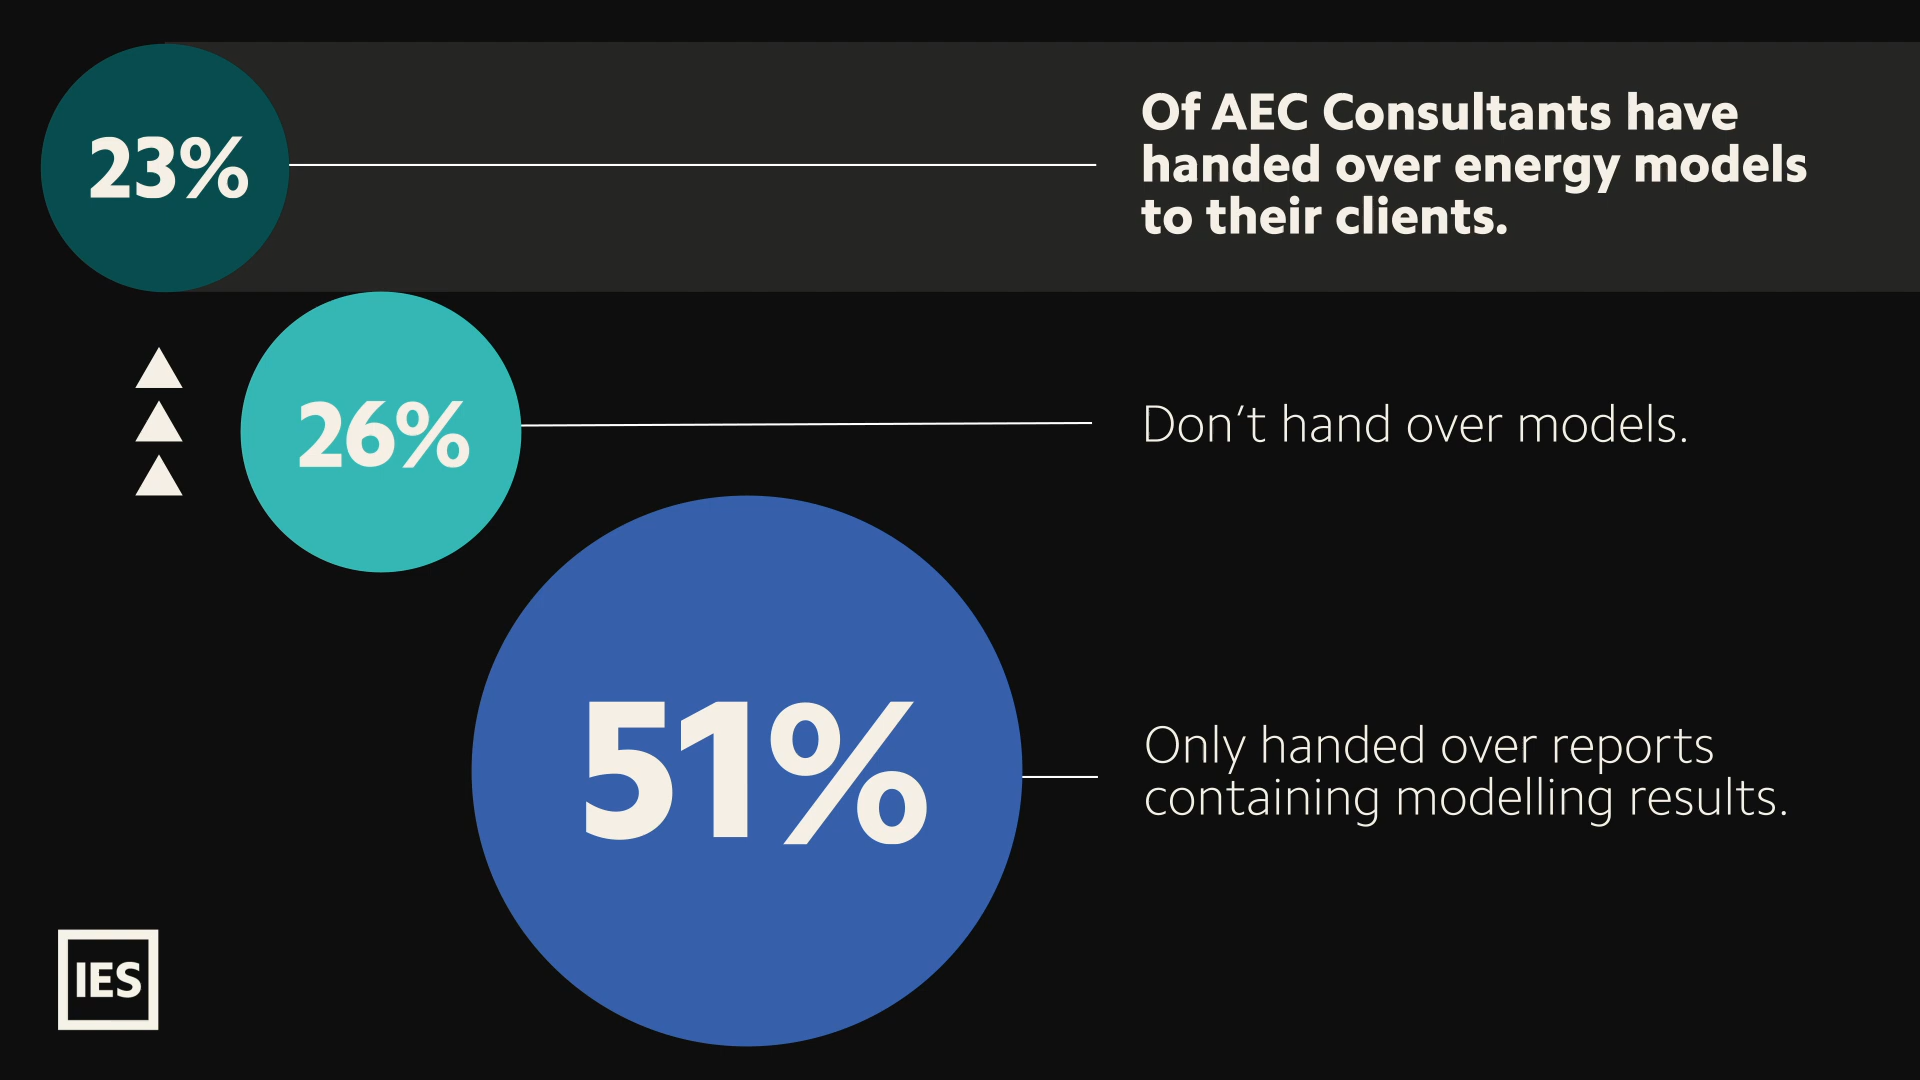 23%
Of AEC Consultants have
handed over energy models
to their clients.
26%
Don’t hand over models.
51%
Only handed over reports
containing modelling results.
IES